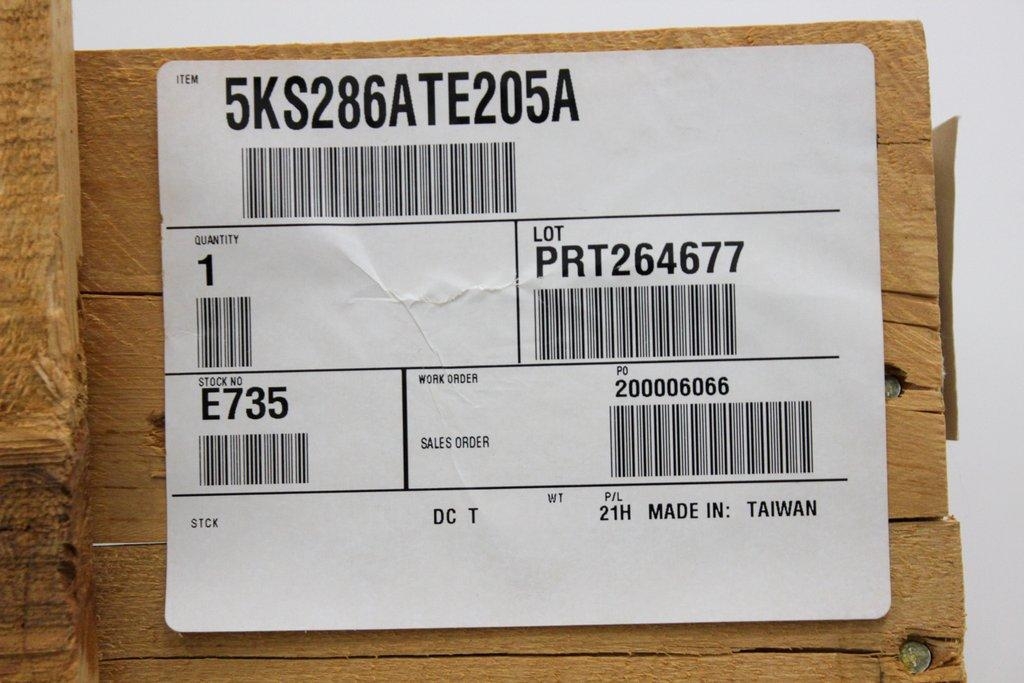 ITEM
5KS286ATE205A
QUANTITY
1
LOT
PRT264677
STOCK NO
E735
WORK ORDER
PO
200006066
SALES ORDER
STCK
DC T
WT
P/L
21H MADE IN: TAIWAN